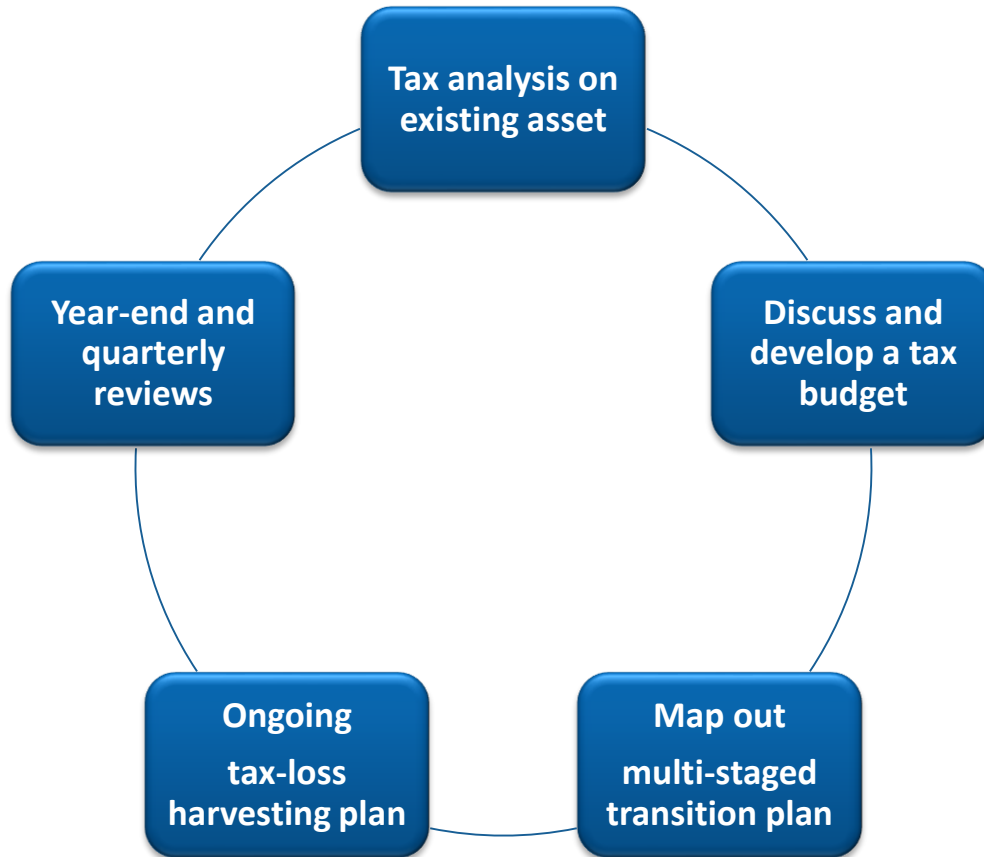 Tax analysis on
existing asset
Discuss and
develop a tax
budget
Map out
multi-staged
transition plan
Ongoing
tax-loss
harvesting plan
Year-end and
quarterly
reviews